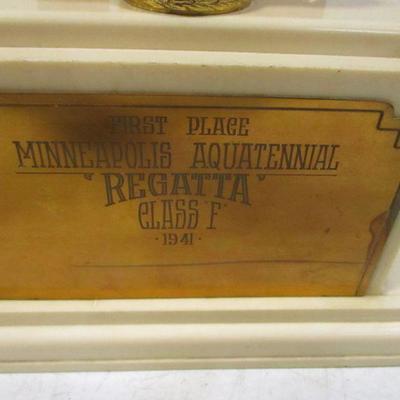 FIRST PLACE
MINNEAPOLIS AQUATENNIAL
"REGATTA"
CLASS "F"
· 1941 ·